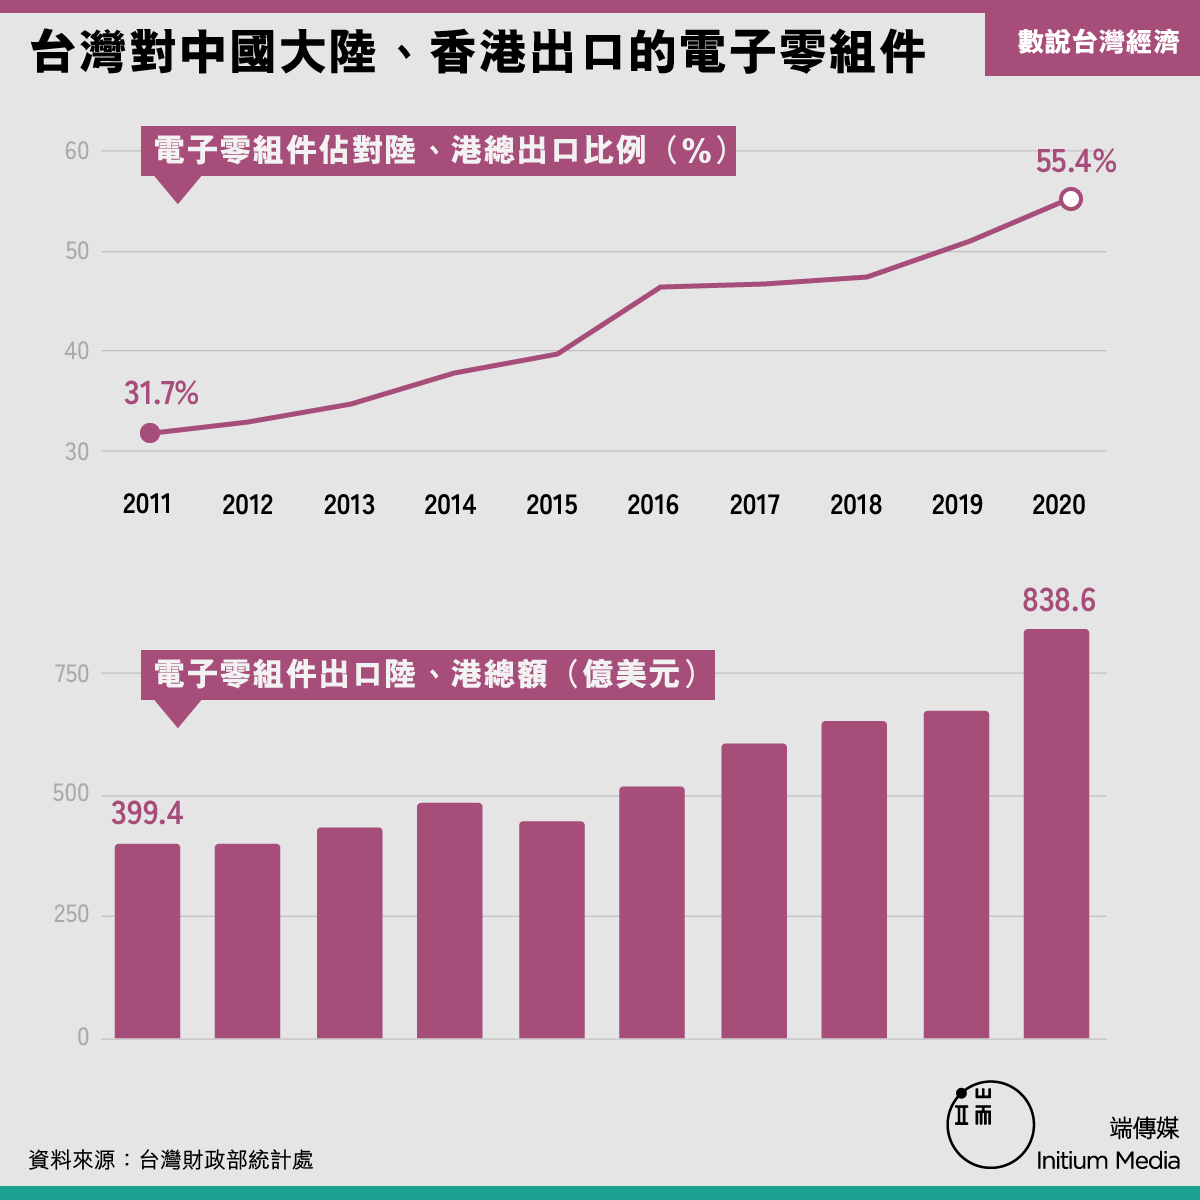 台灣對中國大陸、香港出口的電子零組件
數說台灣經濟
電子零組件佔對陸、港總出口比例（%）
60
50
40
30
31.7%
55.4%
2011 2012 2013 2014 2015 2016 2017 2018 2019 2020
電子零組件出口陸、港總額（億美元）
750
500
250
0
399.4
838.6
資料來源：台灣財政部統計處
端傳媒
Initium Media